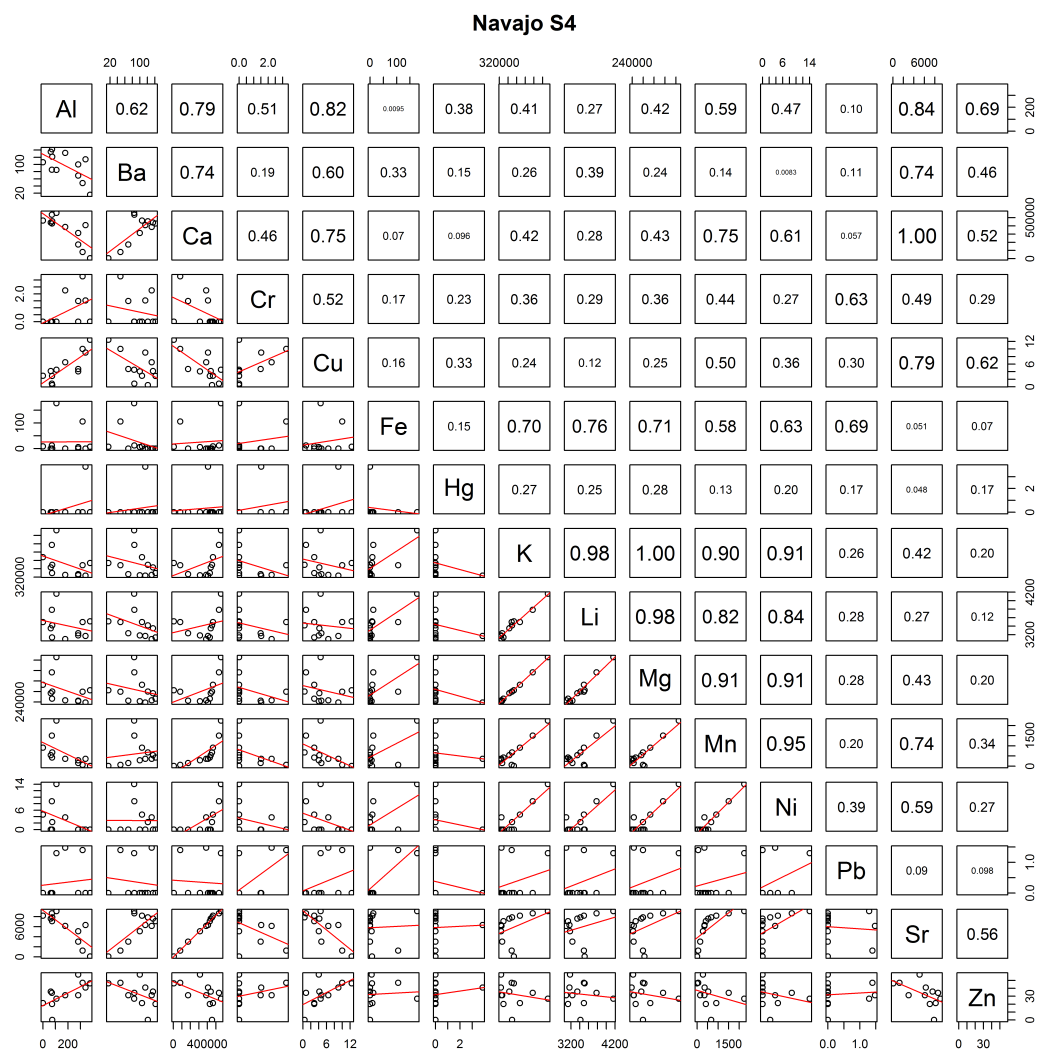 Navajo S4
20 100 0.0 2.0 0 100 320000 240000 0 6 14 0 6000
Al 0.62 0.79 0.51 0.82 0.0095 0.38 0.41 0.27 0.42 0.59 0.47 0.10 0.84 0.69 0 200
20 100 Ba 0.74 0.19 0.60 0.33 0.15 0.26 0.39 0.24 0.14 0.0083 0.11 0.74 0.46
Ca 0.46 0.75 0.07 0.096 0.42 0.28 0.43 0.75 0.61 0.057 1.00 0.52 0 500000
0.0 2.0 Cr 0.52 0.17 0.23 0.36 0.29 0.36 0.44 0.27 0.63 0.49 0.29
Cu 0.16 0.33 0.24 0.12 0.25 0.50 0.36 0.30 0.79 0.62 0 6 12
0 100 Fe 0.15 0.70 0.76 0.71 0.58 0.63 0.69 0.051 0.07
Hg 0.27 0.25 0.28 0.13 0.20 0.17 0.048 0.17 0 2
320000 K 0.98 1.00 0.90 0.91 0.26 0.42 0.20
Li 0.98 0.82 0.84 0.28 0.27 0.12 3200 4200
240000 Mg 0.91 0.91 0.28 0.43 0.20
Mn 0.95 0.20 0.74 0.34 0 1500
0 6 14 Ni 0.39 0.59 0.27
Pb 0.09 0.098 0.0 1.0
0 6000 Sr 0.56
Zn 0 30
0 200 0 400000 0 6 12 0 2 3200 4200 0 1500 0.0 1.0 0 30